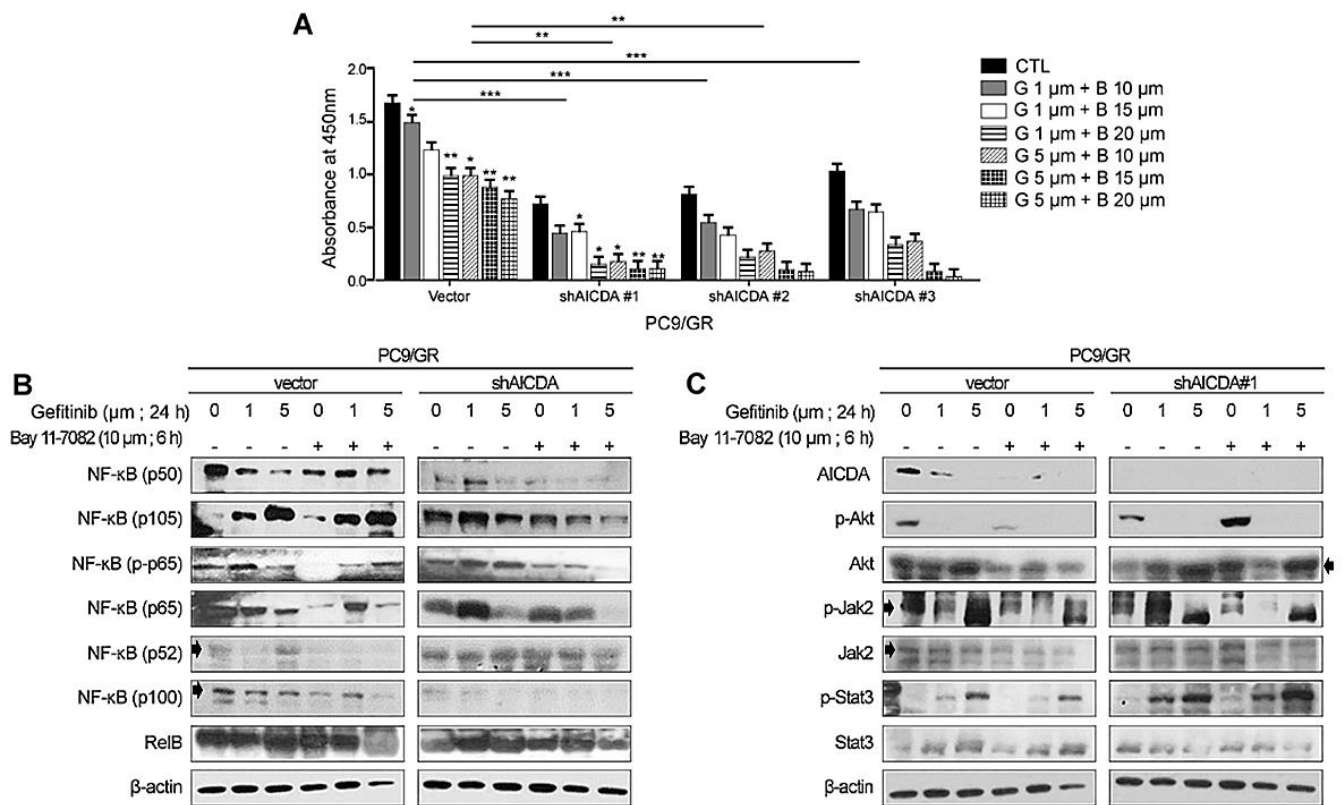 A
**
**
***
***
***
2.0
1.5
1.0
0.5
0.0
Absorbance at 450nm
*
**
*
**
**
*
*
*
**
**
Vector
shAICDA #1
shAICDA #2
shAICDA #3
PC9/GR
CTL
G 1 µm + B 10 µm
G 1 µm + B 15 µm
G 1 µm + B 20 µm
G 5 µm + B 10 µm
G 5 µm + B 15 µm
G 5 µm + B 20 µm
B
PC9/GR
vector shAICDA
Gefitinib (µm ; 24 h) 0 1 5 0 1 5 0 1 5 0 1 5
Bay 11-7082 (10 µm ; 6 h) - - - + + + - - - + + +
NF-κB (p50)
NF-κB (p105)
NF-κB (p-p65)
NF-κB (p65)
NF-κB (p52)
NF-κB (p100)
RelB
β-actin
C
PC9/GR
vector shAICDA#1
Gefitinib (µm ; 24 h) 0 1 5 0 1 5 0 1 5 0 1 5
Bay 11-7082 (10 µm ; 6 h) - - - + + + - - - + + +
AICDA
p-Akt
Akt
p-Jak2
Jak2
p-Stat3
Stat3
β-actin